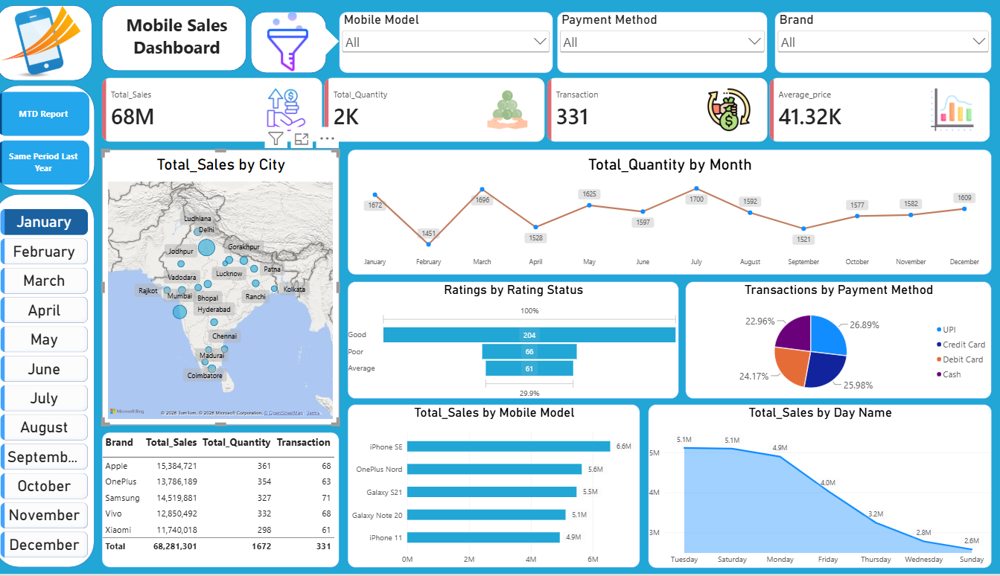 Mobile Sales
Dashboard
Mobile Model
All
Payment Method
All
Brand
All
MTD Report
Same Period Last
Year
Total_Sales
68M
Total_Quantity
2K
Transaction
331
Average_price
41.32K
January
February
March
April
May
June
July
August
Septemb...
October
November
December
Total_Sales by City
Ludhiana
Delhi
Jodhpur
Gorakhpur
Lucknow
Patna
Vadodara
Rajkot
Mumbai
Bhopal
Ranchi
Kolkata
Hyderabad
Chennai
Madurai
Coimbatore
Microsoft Bing
© 2026 TomTom, © 2026 Microsoft Corporation, © OpenStreetMap Terms
Total_Quantity by Month
1672
1451
1696
1528
1625
1597
1700
1592
1521
1577
1582
1609
January
February
March
April
May
June
July
August
September
October
November
December
Ratings by Rating Status
100%
Good
204
Poor
66
Average
61
29.9%
Transactions by Payment Method
22.96%
26.89%
24.17%
25.98%
UPI
Credit Card
Debit Card
Cash
Brand Total_Sales Total_Quantity Transaction
Apple 15,384,721 361 68
OnePlus 13,786,189 354 63
Samsung 14,519,881 327 71
Vivo 12,850,492 332 68
Xiaomi 11,740,018 298 61
Total 68,281,301 1672 331
Total_Sales by Mobile Model
iPhone SE 6.6M
OnePlus Nord 5.6M
Galaxy S21 5.5M
Galaxy Note 20 5.1M
iPhone 11 4.9M
0M 2M 4M 6M
Total_Sales by Day Name
5M
4M
3M
5.1M
5.1M
4.9M
4.0M
3.2M
2.8M
2.6M
Tuesday
Saturday
Monday
Friday
Thursday
Wednesday
Sunday